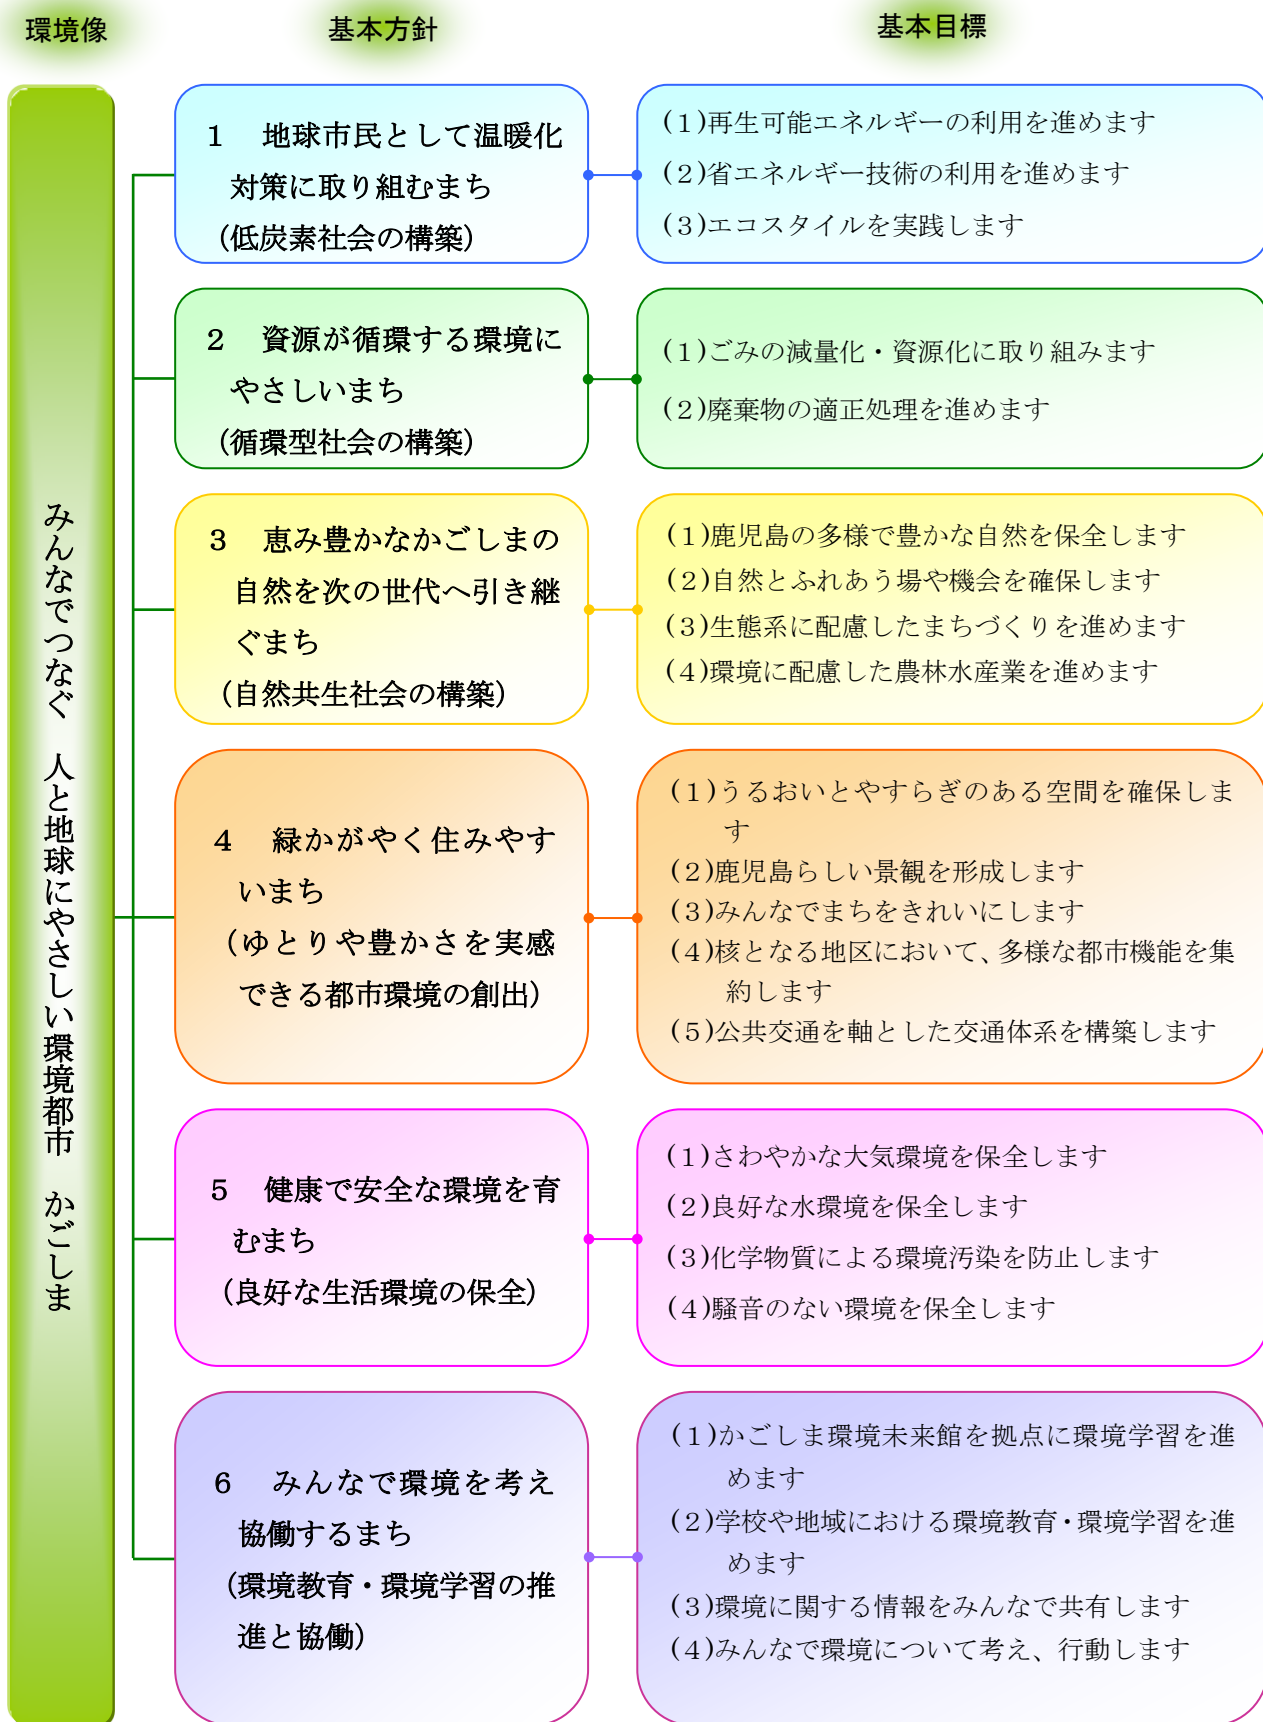 環境像
基本方針
基本目標
みんなでつなぐ　人と地球にやさしい環境都市　かごしま
1　地球市民として温暖化
対策に取り組むまち
(低炭素社会の構築)
(1)再生可能エネルギーの利用を進めます
(2)省エネルギー技術の利用を進めます
(3)エコスタイルを実践します
2　資源が循環する環境に
やさしいまち
(循環型社会の構築)
(1)ごみの減量化・資源化に取り組みます
(2)廃棄物の適正処理を進めます
3　恵み豊かなかごしまの
自然を次の世代へ引き継
ぐまち
(自然共生社会の構築)
(1)鹿児島の多様で豊かな自然を保全します
(2)自然とふれあう場や機会を確保します
(3)生態系に配慮したまちづくりを進めます
(4)環境に配慮した農林水産業を進めます
4　緑かがやく住みやす
いまち
(ゆとりや豊かさを実感
できる都市環境の創出)
(1)うるおいとやすらぎのある空間を確保しま
す
(2)鹿児島らしい景観を形成します
(3)みんなでまちをきれいにします
(4)核となる地区において、多様な都市機能を集
約します
(5)公共交通を軸とした交通体系を構築します
5　健康で安全な環境を育
むまち
(良好な生活環境の保全)
(1)さわやかな大気環境を保全します
(2)良好な水環境を保全します
(3)化学物質による環境汚染を防止します
(4)騒音のない環境を保全します
6　みんなで環境を考え
協働するまち
(環境教育・環境学習の推
進と協働)
(1)かごしま環境未来館を拠点に環境学習を進
めます
(2)学校や地域における環境教育・環境学習を進
めます
(3)環境に関する情報をみんなで共有します
(4)みんなで環境について考え、行動します